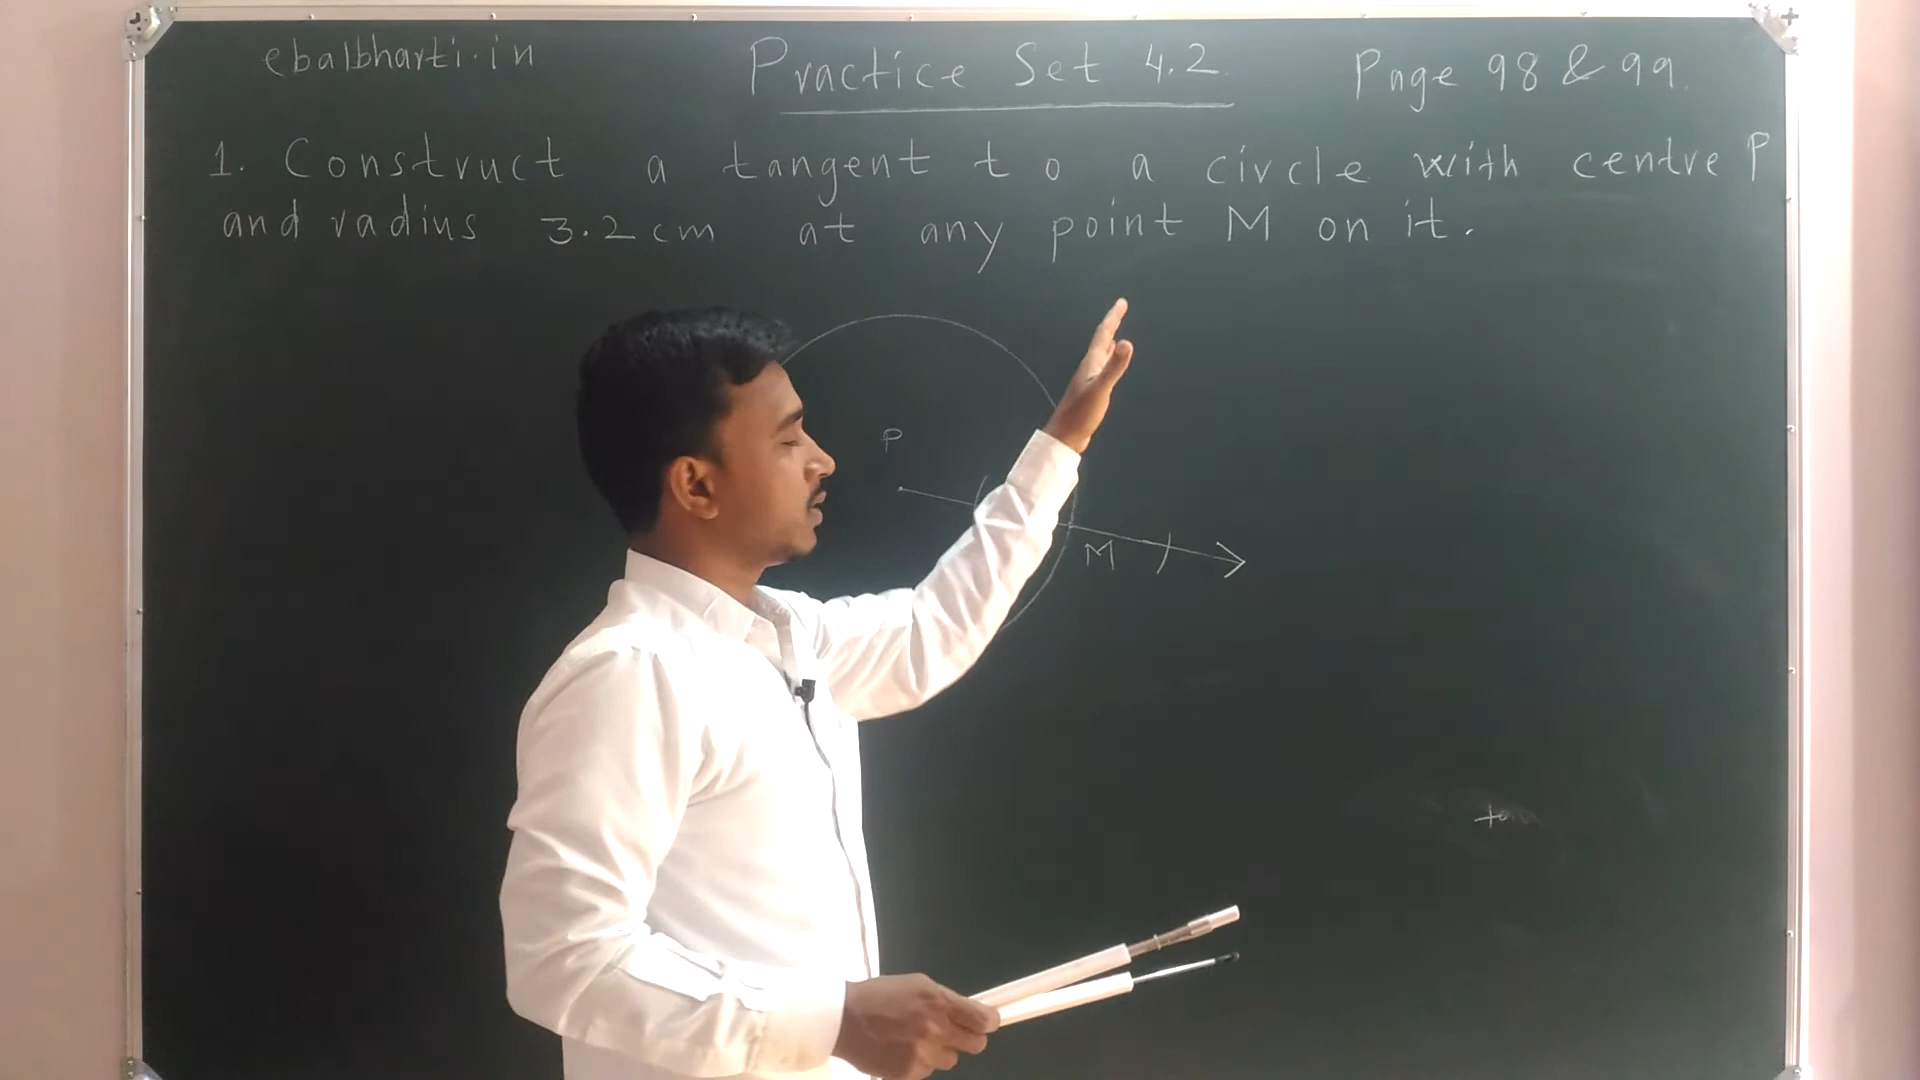 ebalbharti.in
Practice Set 4.2.
Page 98 & 99.
1. Construct a tangent to a circle with centre P
and radius 3.2 cm at any point M on it.
P
M